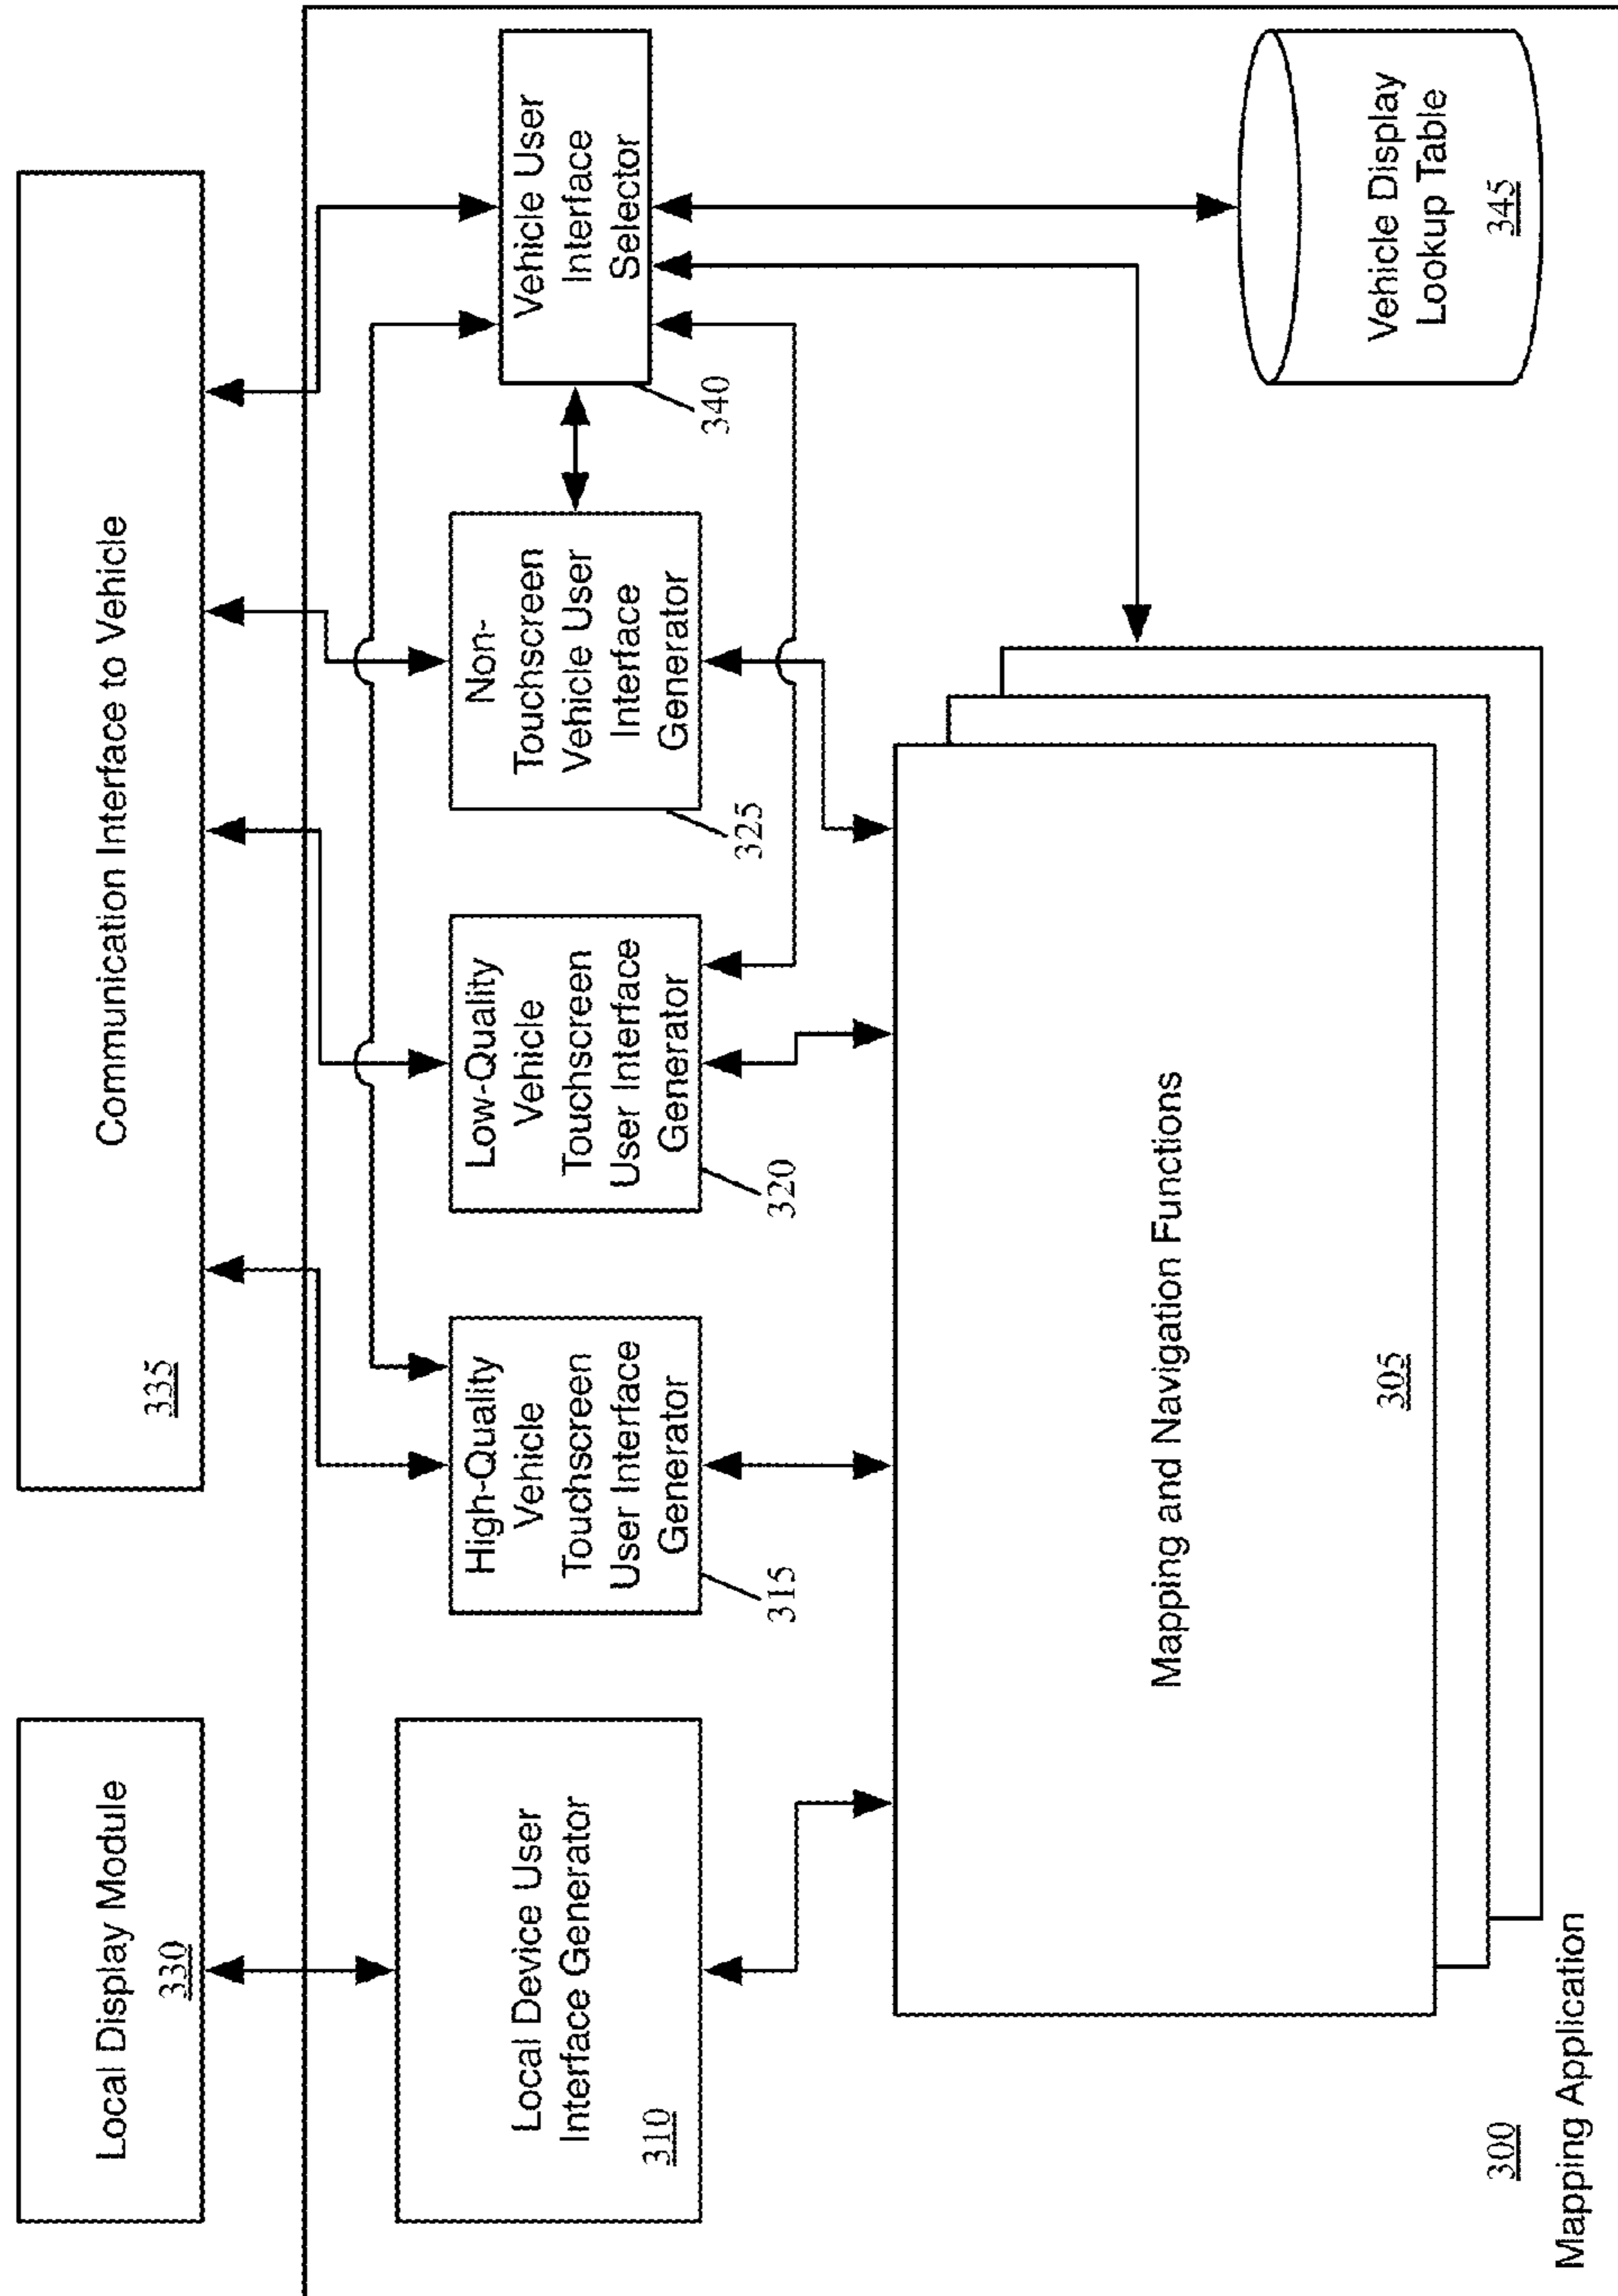 Local Display Module
330
Communication Interface to Vehicle
335
Local Device User
Interface Generator
310
High-Quality
Vehicle
Touchscreen
User Interface
Generator
315
Low-Quality
Vehicle
Touchscreen
User Interface
Generator
320
Non-
Touchscreen
Vehicle User
Interface
Generator
325
Vehicle User
Interface
Selector
340
Mapping and Navigation Functions
305
Vehicle Display
Lookup Table
345
300
Mapping Application